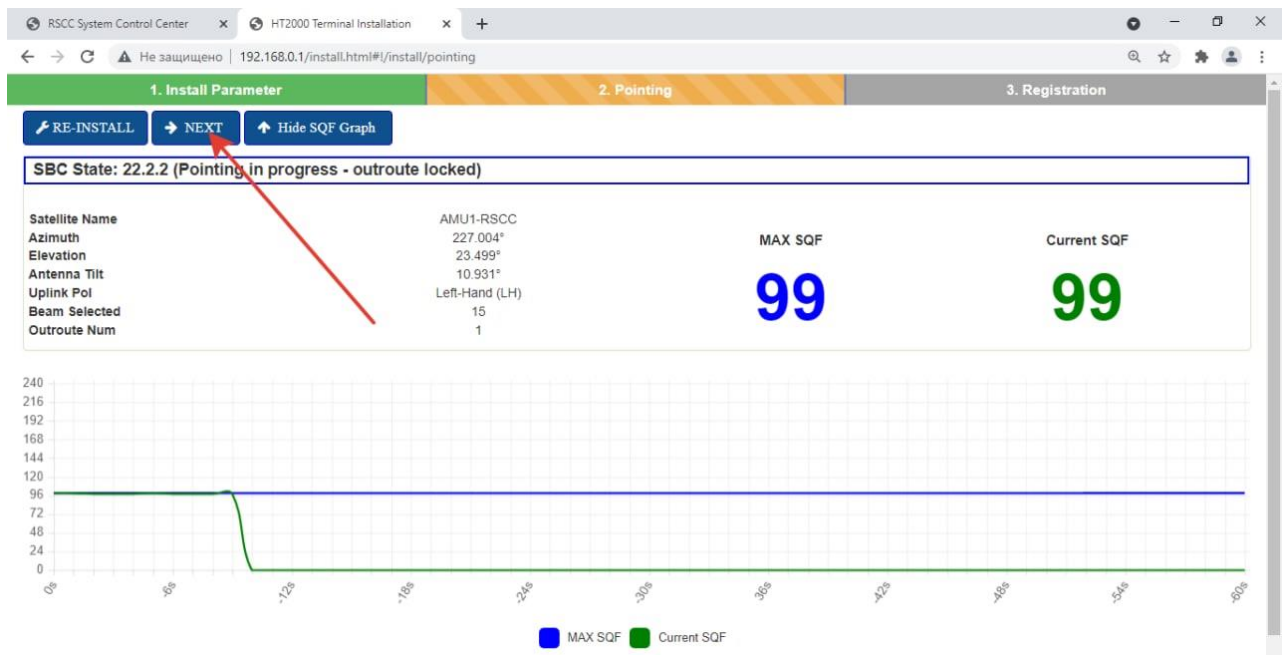 RSCC System Control Center
HT2000 Terminal Installation
Не защищено | 192.168.0.1/install.html#!/install/pointing
1. Install Parameter
2. Pointing
3. Registration
RE-INSTALL
NEXT
Hide SQF Graph
SBC State: 22.2.2 (Pointing in progress - outroute locked)
Satellite Name AMU1-RSCC
Azimuth 227.004°
Elevation 23.499°
Antenna Tilt 10.931°
Uplink Pol Left-Hand (LH)
Beam Selected 15
Outroute Num 1
MAX SQF
99
Current SQF
99
240
216
192
168
144
120
96
72
48
24
0
0s -6s -12s -18s -24s -30s -36s -42s -48s -54s -60s
MAX SQF Current SQF